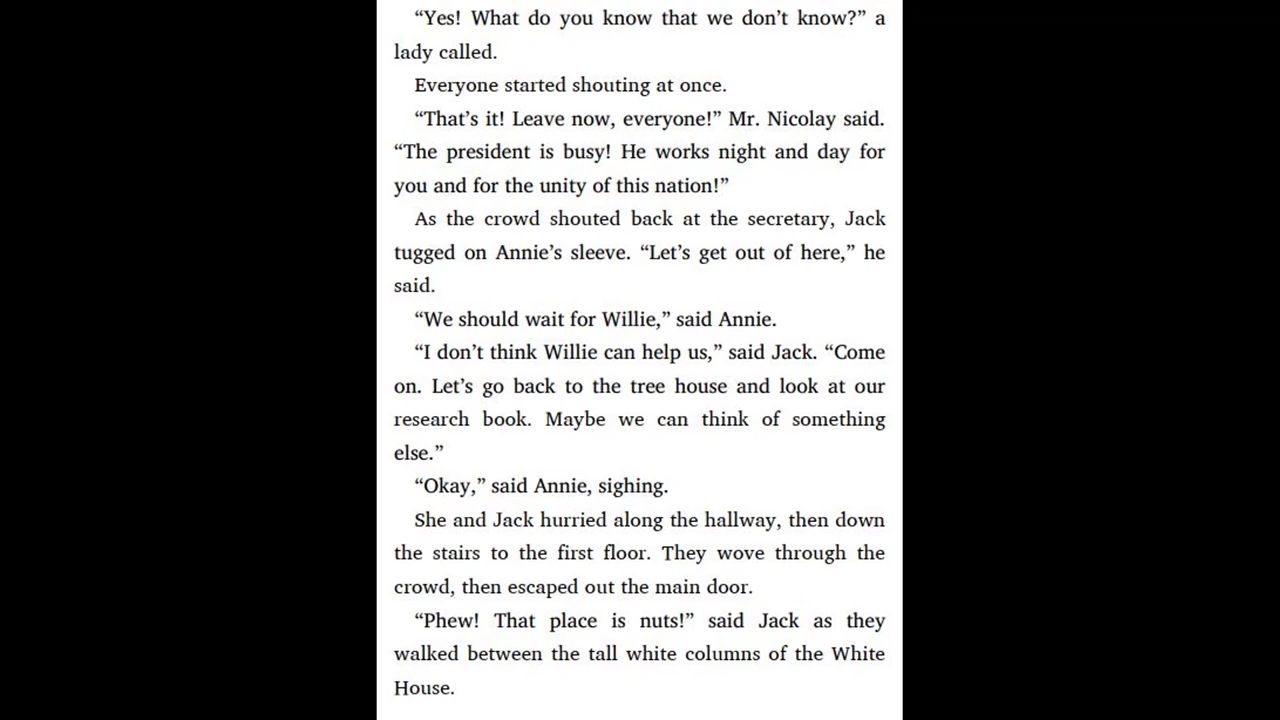 “Yes! What do you know that we don’t know?” a
lady called.
Everyone started shouting at once.
“That’s it! Leave now, everyone!” Mr. Nicolay said.
“The president is busy! He works night and day for
you and for the unity of this nation!”
As the crowd shouted back at the secretary, Jack
tugged on Annie’s sleeve. “Let’s get out of here,” he
said.
“We should wait for Willie,” said Annie.
“I don’t think Willie can help us,” said Jack. “Come
on. Let’s go back to the tree house and look at our
research book. Maybe we can think of something
else.”
“Okay,” said Annie, sighing.
She and Jack hurried along the hallway, then down
the stairs to the first floor. They wove through the
crowd, then escaped out the main door.
“Phew! That place is nuts!” said Jack as they
walked between the tall white columns of the White
House.